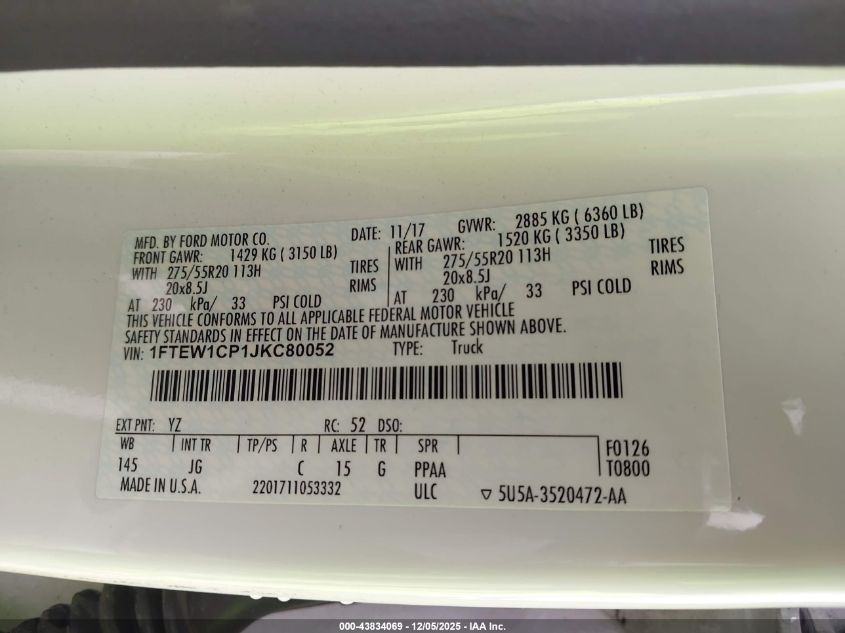 MFD. BY FORD MOTOR CO. DATE: 11/17 GVWR: 2885 KG ( 6360 LB)
FRONT GAWR: 1429 KG ( 3150 LB) REAR GAWR: 1520 KG ( 3350 LB)
WITH 275/55R20 113H TIRES WITH 275/55R20 113H TIRES
20x8.5J RIMS 20x8.5J RIMS
AT 230 kPa/ 33 PSI COLD AT 230 kPa/ 33 PSI COLD
THIS VEHICLE CONFORMS TO ALL APPLICABLE FEDERAL MOTOR VEHICLE
SAFETY STANDARDS IN EFFECT ON THE DATE OF MANUFACTURE SHOWN ABOVE.
VIN: 1FTEW1CP1JKC80052 TYPE: Truck
EXT PNT: YZ RC: 52 DSO:
WB INT TR TP/PS R AXLE TR SPR F0126
145 JG C 15 G PPAA T0800
MADE IN U.S.A. 2201711053332 ULC ▽ 5U5A-3520472-AA
000-43834069 - 12/05/2025 - IAA Inc.